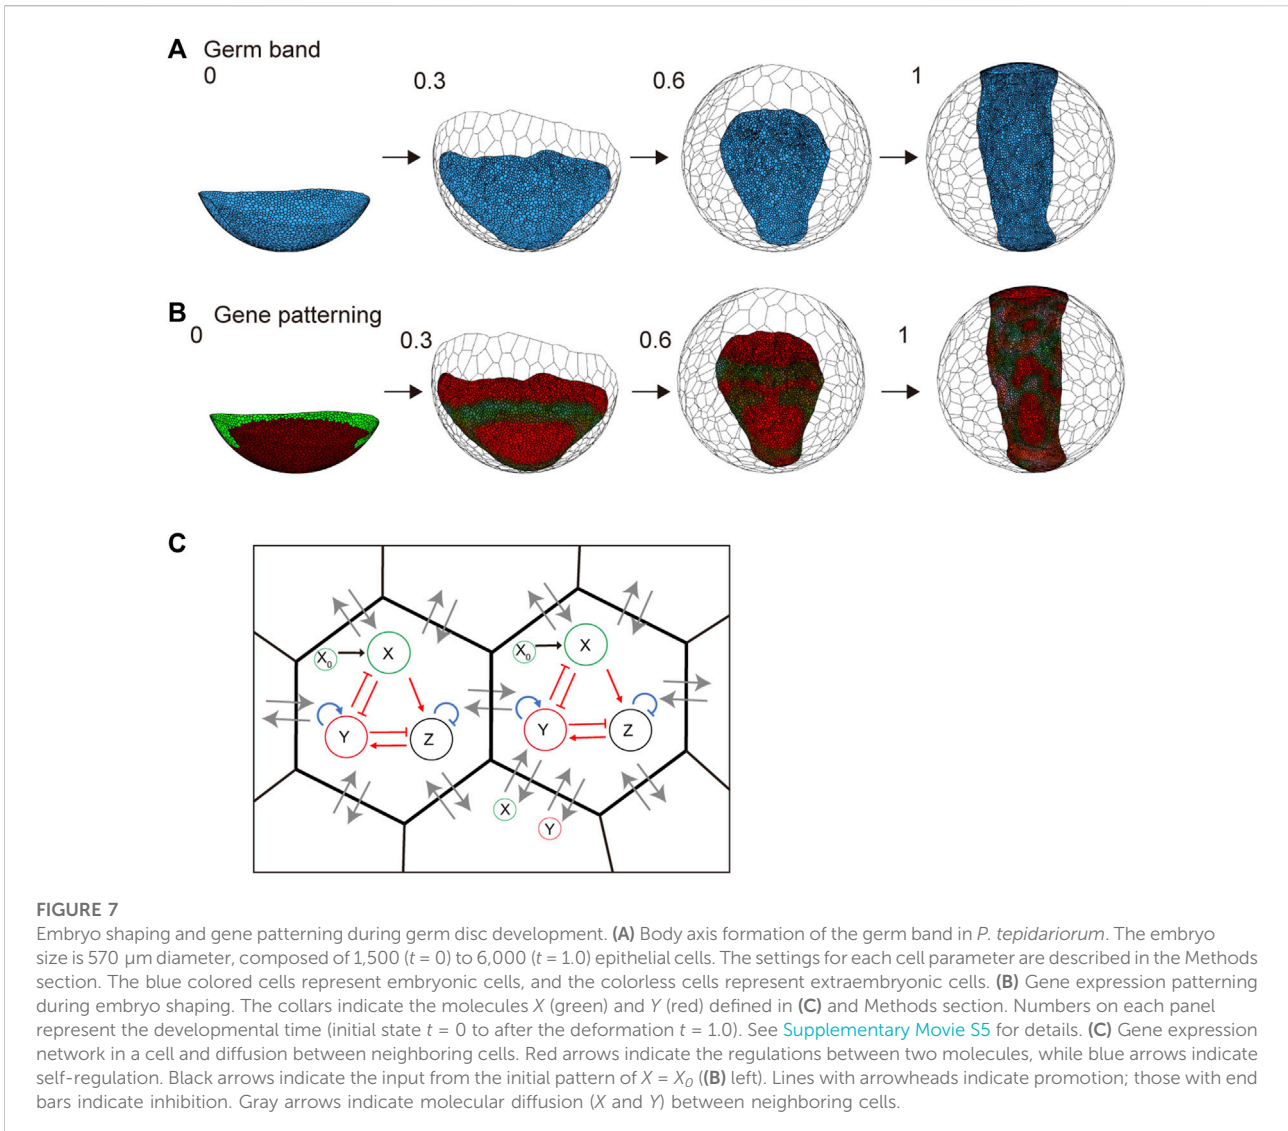 A Germ band
0
0.3
0.6
1
B Gene patterning
0
0.3
0.6
1
C
X₀ X
Y Z
X₀ X
Y Z
X
Y
FIGURE 7
Embryo shaping and gene patterning during germ disc development. (A) Body axis formation of the germ band in P. tepidariorum. The embryo
size is 570 µm diameter, composed of 1,500 (t = 0) to 6,000 (t = 1.0) epithelial cells. The settings for each cell parameter are described in the Methods
section. The blue colored cells represent embryonic cells, and the colorless cells represent extraembryonic cells. (B) Gene expression patterning
during embryo shaping. The collars indicate the molecules X (green) and Y (red) defined in (C) and Methods section. Numbers on each panel
represent the developmental time (initial state t = 0 to after the deformation t = 1.0). See Supplementary Movie S5 for details. (C) Gene expression
network in a cell and diffusion between neighboring cells. Red arrows indicate the regulations between two molecules, while blue arrows indicate
self-regulation. Black arrows indicate the input from the initial pattern of X = X₀ ((B) left). Lines with arrowheads indicate promotion; those with end
bars indicate inhibition. Gray arrows indicate molecular diffusion (X and Y) between neighboring cells.